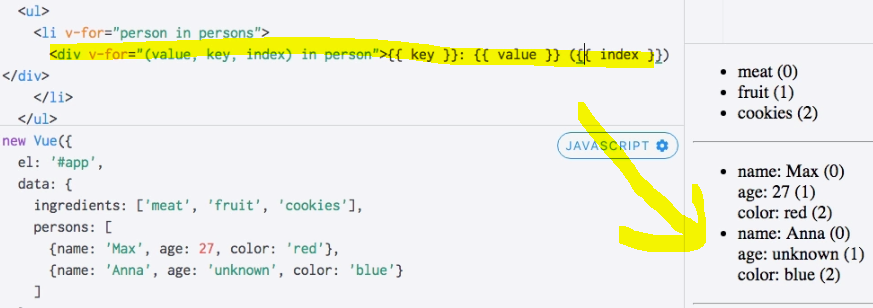 <ul>
<li v-for="person in persons">
<div v-for="(value, key, index) in person">{{ key }}: {{ value }} ({{ index }})
</div>
</li>
</ul>
new Vue({
el: '#app',
data: {
ingredients: ['meat', 'fruit', 'cookies'],
persons: [
{name: 'Max', age: 27, color: 'red'},
{name: 'Anna', age: 'unknown', color: 'blue'}
]
JAVASCRIPT
meat (0)
fruit (1)
cookies (2)
name: Max (0)
age: 27 (1)
color: red (2)
name: Anna (0)
age: unknown (1)
color: blue (2)